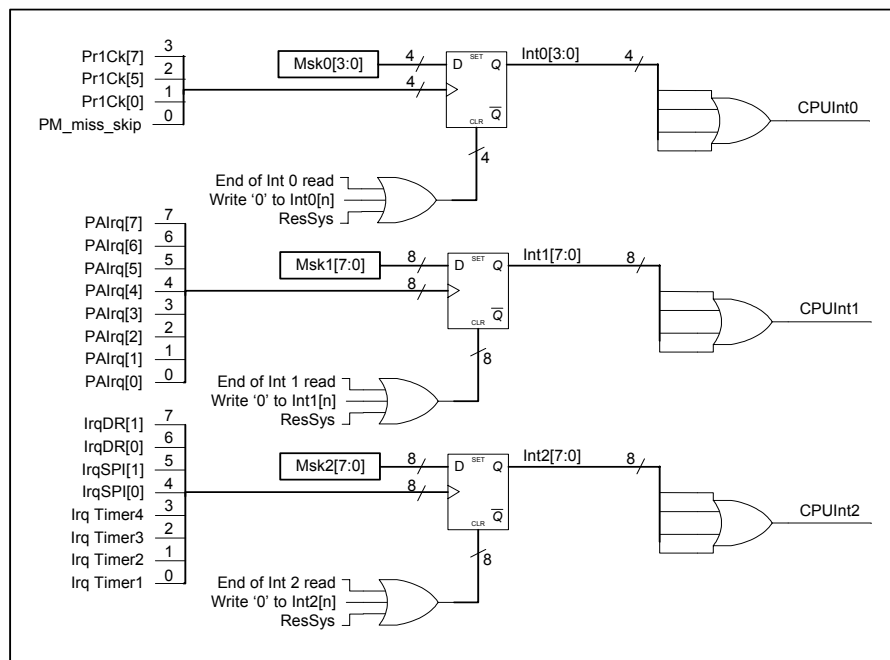 Pr1Ck[7] 3
Pr1Ck[5] 2
Pr1Ck[0] 1
PM_miss_skip 0
Msk0[3:0]
4
4
D SET Q
Q
CLR
Int0[3:0]
4
CPUInt0
4
End of Int 0 read
Write ‘0’ to Int0[n]
ResSys
PAIrq[7] 7
PAIrq[6] 6
PAIrq[5] 5
PAIrq[4] 4
PAIrq[3] 3
PAIrq[2] 2
PAIrq[1] 1
PAIrq[0] 0
Msk1[7:0]
8
8
D SET Q
Q
CLR
Int1[7:0]
8
CPUInt1
8
End of Int 1 read
Write ‘0’ to Int1[n]
ResSys
IrqDR[1] 7
IrqDR[0] 6
IrqSPI[1] 5
IrqSPI[0] 4
Irq Timer4 3
Irq Timer3 2
Irq Timer2 1
Irq Timer1 0
Msk2[7:0]
8
8
D SET Q
Q
CLR
Int2[7:0]
8
CPUInt2
8
End of Int 2 read
Write ‘0’ to Int2[n]
ResSys